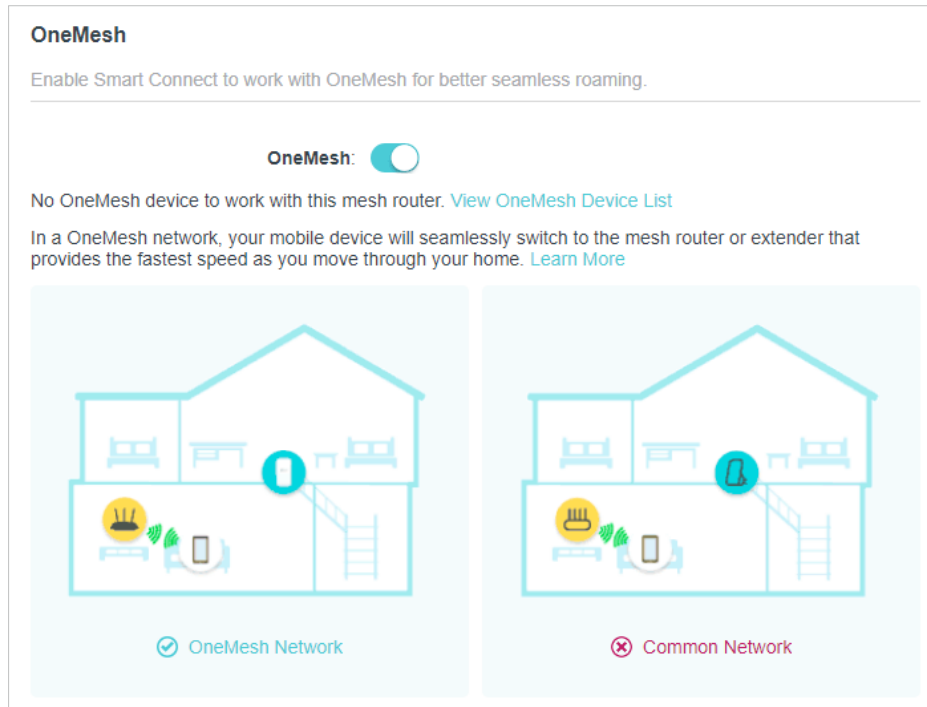 OneMesh
Enable Smart Connect to work with OneMesh for better seamless roaming.
OneMesh:
No OneMesh device to work with this mesh router. View OneMesh Device List
In a OneMesh network, your mobile device will seamlessly switch to the mesh router or extender that
provides the fastest speed as you move through your home. Learn More
OneMesh Network
Common Network